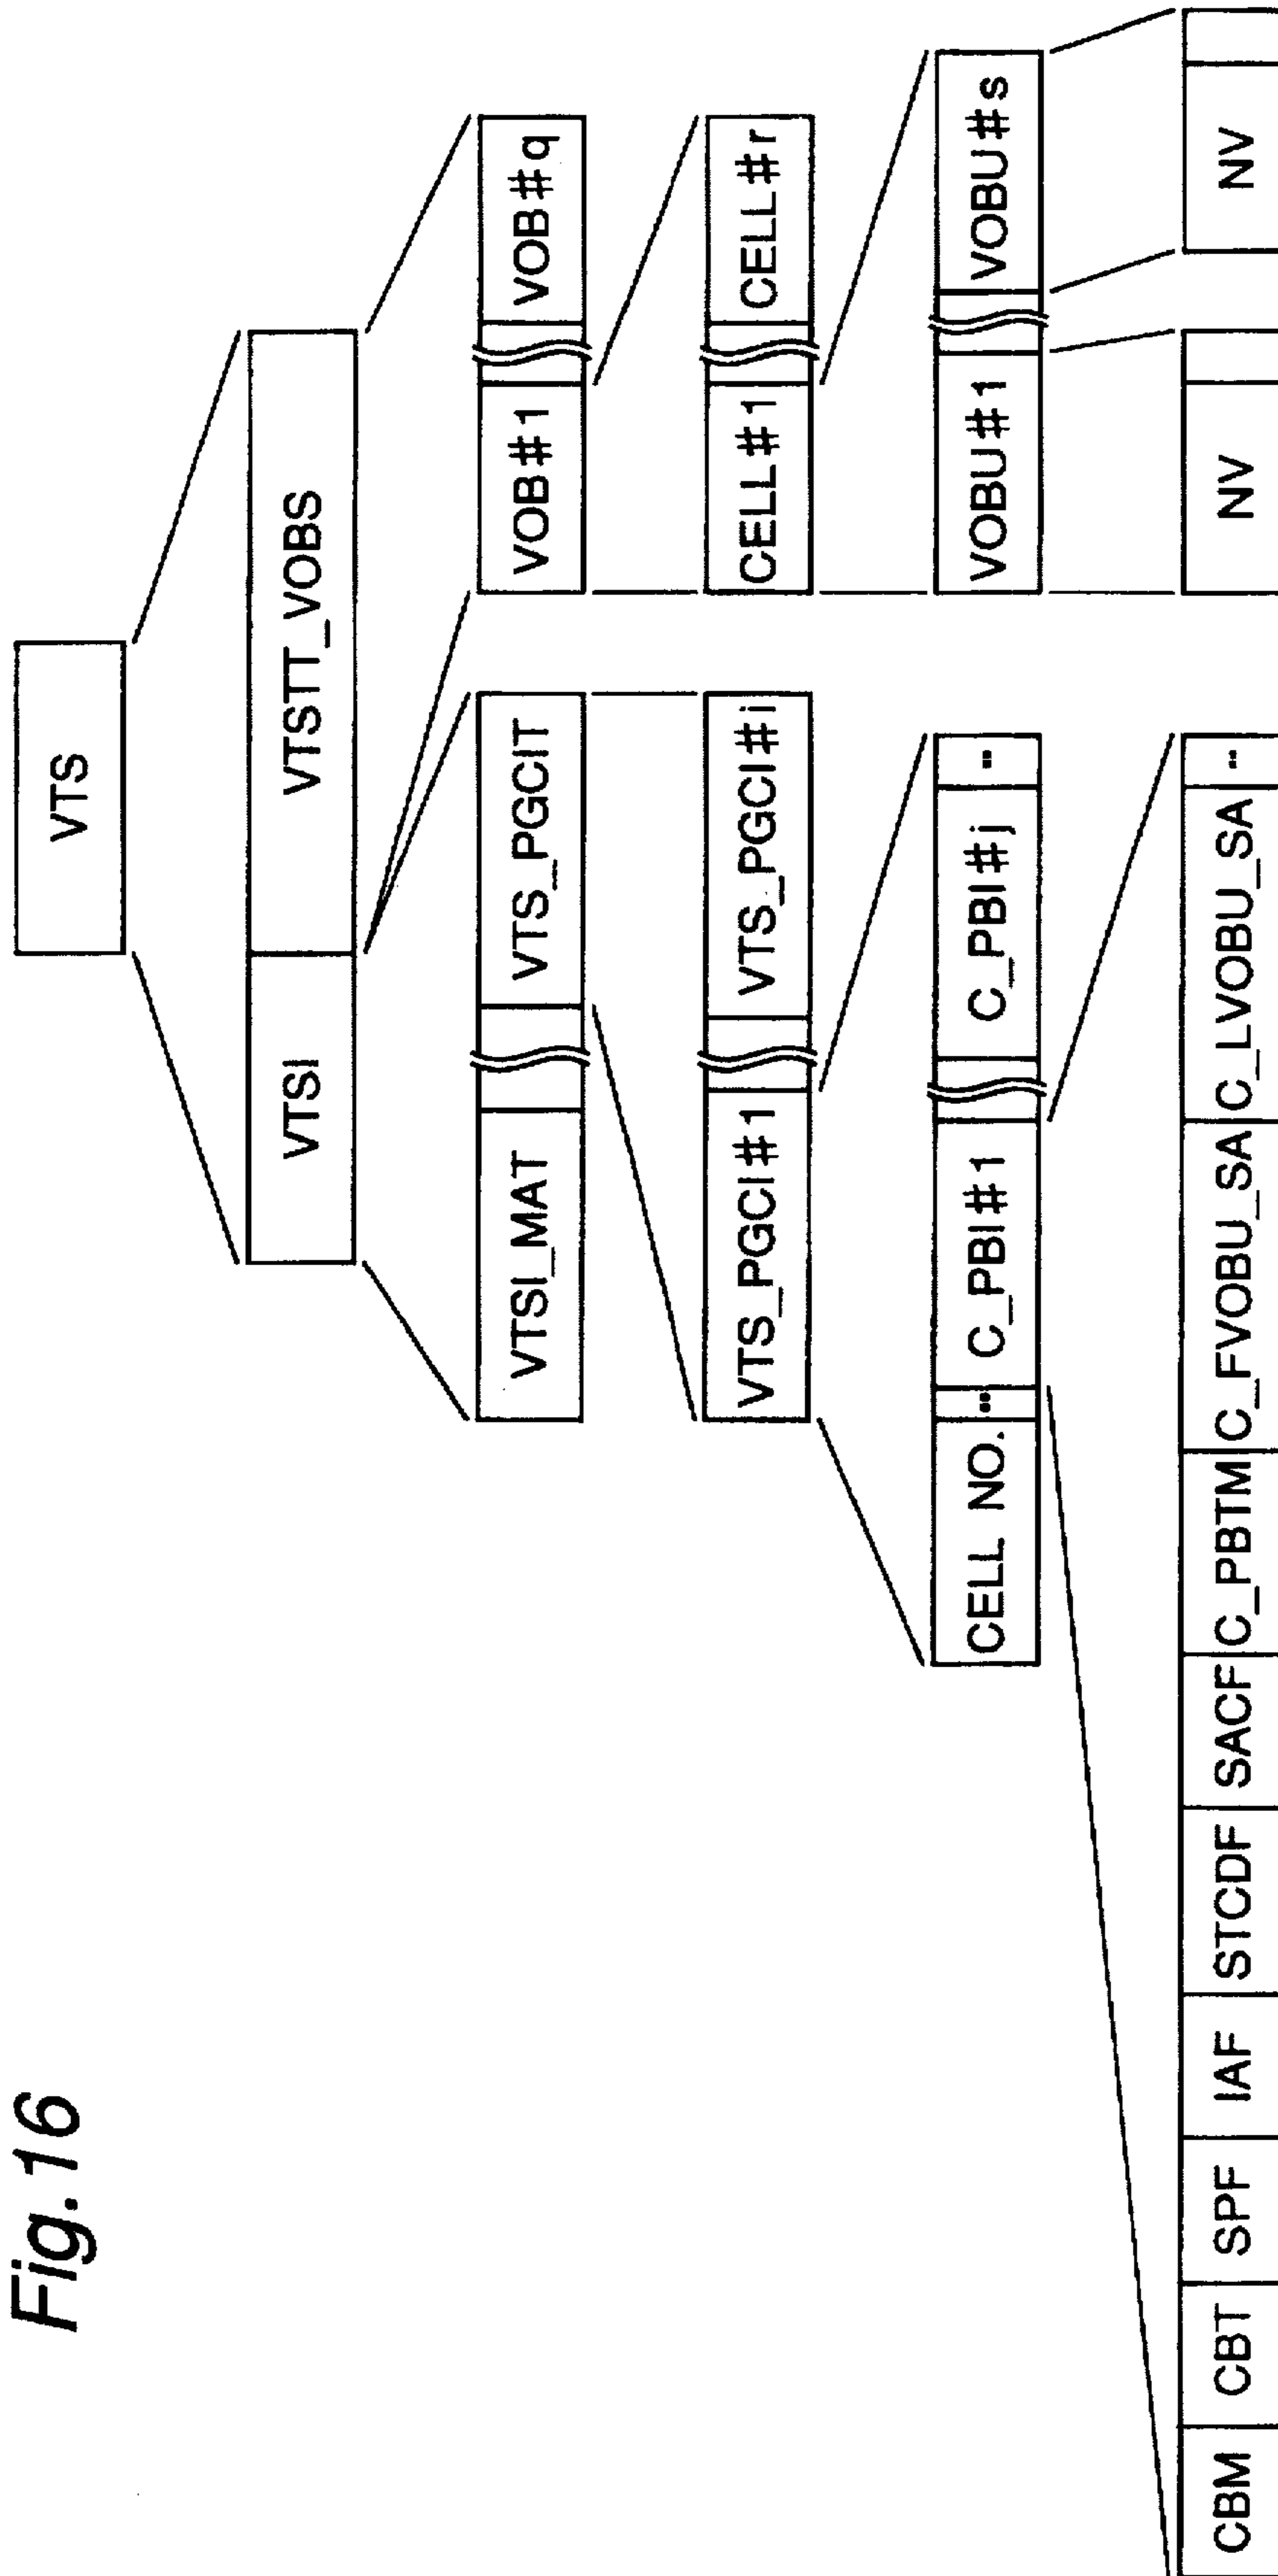 Fig.16
VTS
VTSI VTSTT_VOBS
VTSI_MAT VTS_PGCIT VOB#1 VOB#q
VTS_PGCI#1 VTS_PGCI#i CELL#1 CELL#r
CELL NO. .. C_PBI#1 C_PBI#j .. VOBU#1 VOBU#s
CBM CBT SPF IAF STCDF SACF C_PBTM C_FVOBU_SA C_LVOBU_SA .. NV NV